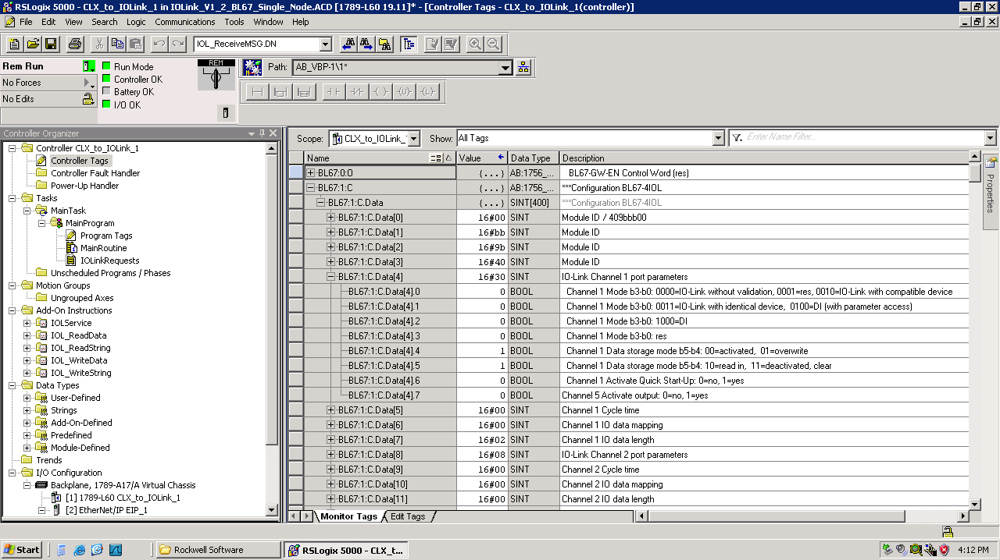 RSLogix 5000 - CLX_to_IOLink_1 in IOLink_V1_2_BL67_Single_Node.ACD [1789-L60 19.11]* - [Controller Tags - CLX_to_IOLink_1(controller)]
File Edit View Search Logic Communications Tools Window Help
IOL_ReceiveMSG.DN
Rem Run
No Forces
No Edits
Run Mode
Controller OK
Battery OK
I/O OK
REM
Path: AB_VBP-1\1*
Controller Organizer
Controller CLX_to_IOLink_1
Controller Tags
Controller Fault Handler
Power-Up Handler
Tasks
MainTask
MainProgram
Program Tags
MainRoutine
IOLinkRequests
Unscheduled Programs / Phases
Motion Groups
Ungrouped Axes
Add-On Instructions
IOLService
IOL_ReadData
IOL_ReadString
IOL_WriteData
IOL_WriteString
Data Types
User-Defined
Strings
Add-On-Defined
Predefined
Module-Defined
Trends
I/O Configuration
Backplane, 1789-A17/A Virtual Chassis
[1] 1789-L60 CLX_to_IOLink_1
[2] EtherNet/IP EIP_1
Scope: CLX_to_IOLink_ Show: All Tags Enter Name Filter...
Name Value Data Type Description
BL67:0:O {...} AB:1756_... BL67-GW-EN Control Word (res)
BL67:1:C {...} AB:1756_... ***Configuration BL67-4IOL
BL67:1:C.Data {...} SINT[400] ***Configuration BL67-4IOL
BL67:1:C.Data[0] 16#00 SINT Module ID / 409bbb00
BL67:1:C.Data[1] 16#bb SINT Module ID
BL67:1:C.Data[2] 16#9b SINT Module ID
BL67:1:C.Data[3] 16#40 SINT Module ID
BL67:1:C.Data[4] 16#30 SINT IO-Link Channel 1 port parameters
BL67:1:C.Data[4].0 0 BOOL Channel 1 Mode b3-b0: 0000=IO-Link without validation, 0001=res, 0010=IO-Link with compatible device
BL67:1:C.Data[4].1 0 BOOL Channel 1 Mode b3-b0: 0011=IO-Link with identical device, 0100=DI (with parameter access)
BL67:1:C.Data[4].2 0 BOOL Channel 1 Mode b3-b0: 1000=DI
BL67:1:C.Data[4].3 0 BOOL Channel 1 Mode b3-b0: res
BL67:1:C.Data[4].4 1 BOOL Channel 1 Data storage mode b5-b4: 00=activated, 01=overwrite
BL67:1:C.Data[4].5 1 BOOL Channel 1 Data storage mode b5-b4: 10=read in, 11=deactivated, clear
BL67:1:C.Data[4].6 0 BOOL Channel 1 Activate Quick Start-Up: 0=no, 1=yes
BL67:1:C.Data[4].7 0 BOOL Channel 5 Activate output: 0=no, 1=yes
BL67:1:C.Data[5] 16#00 SINT Channel 1 Cycle time
BL67:1:C.Data[6] 16#00 SINT Channel 1 IO data mapping
BL67:1:C.Data[7] 16#02 SINT Channel 1 IO data length
BL67:1:C.Data[8] 16#08 SINT IO-Link Channel 2 port parameters
BL67:1:C.Data[9] 16#00 SINT Channel 2 Cycle time
BL67:1:C.Data[10] 16#00 SINT Channel 2 IO data mapping
BL67:1:C.Data[11] 16#00 SINT Channel 2 IO data length
Monitor Tags Edit Tags
Properties
Start Rockwell Software RSLogix 5000 - CLX_t... 4:12 PM